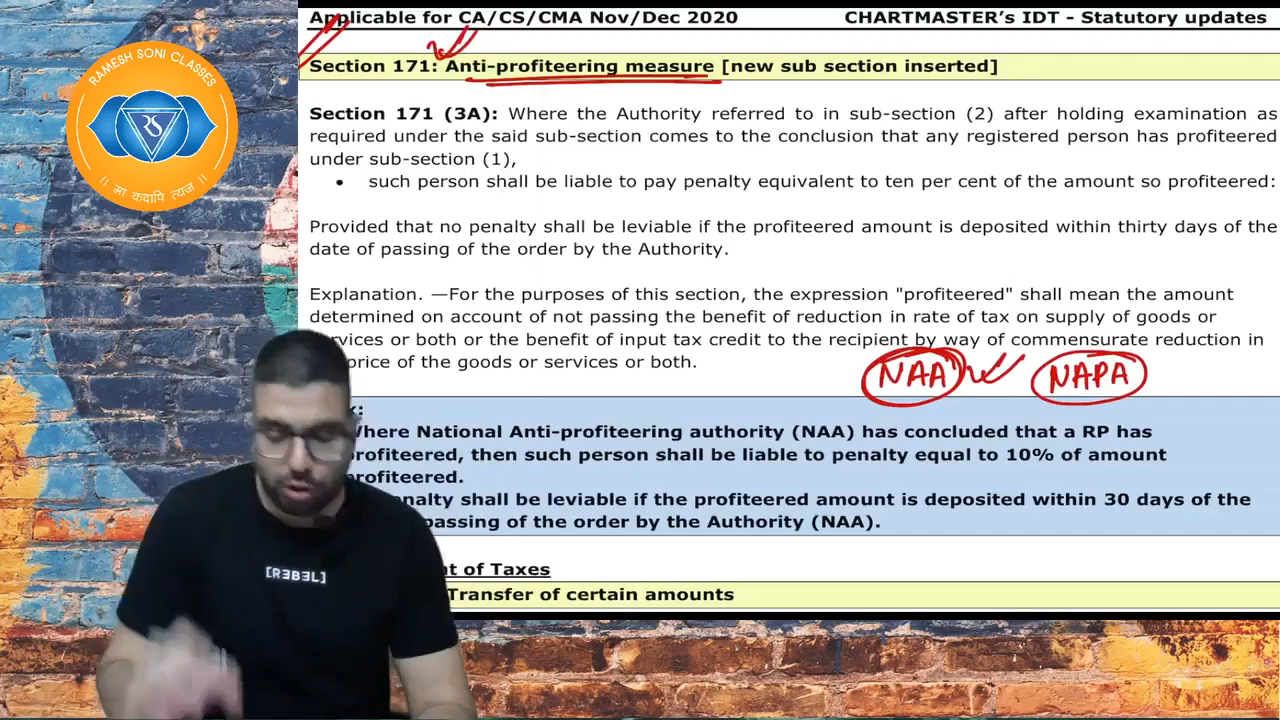 Applicable for CA/CS/CMA Nov/Dec 2020 CHARTMASTER's IDT - Statutory updates
RAMESH SONI CLASSES
RS
॥ मा कदापि त्यज ॥
Section 171: Anti-profiteering measure [new sub section inserted]
Section 171 (3A): Where the Authority referred to in sub-section (2) after holding examination as
required under the said sub-section comes to the conclusion that any registered person has profiteered
under sub-section (1),
• such person shall be liable to pay penalty equivalent to ten per cent of the amount so profiteered:
Provided that no penalty shall be leviable if the profiteered amount is deposited within thirty days of the
date of passing of the order by the Authority.
Explanation. —For the purposes of this section, the expression "profiteered" shall mean the amount
determined on account of not passing the benefit of reduction in rate of tax on supply of goods or
rvices or both or the benefit of input tax credit to the recipient by way of commensurate reduction in
price of the goods or services or both.
NAA NAPA
here National Anti-profiteering authority (NAA) has concluded that a RP has
rofiteered, then such person shall be liable to penalty equal to 10% of amount
rofiteered.
nalty shall be leviable if the profiteered amount is deposited within 30 days of the
passing of the order by the Authority (NAA).
t of Taxes
Transfer of certain amounts
[REBEL]